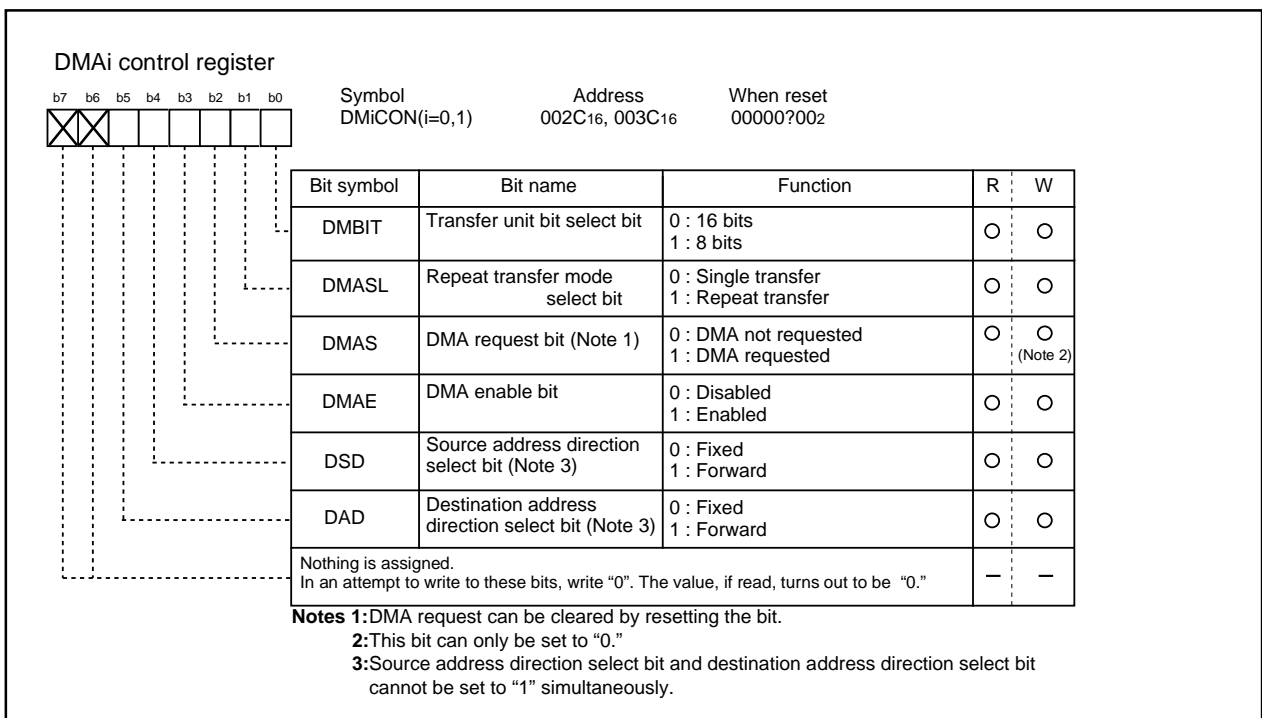 DMAi control register
b7 b6 b5 b4 b3 b2 b1 b0
Symbol Address When reset
DMiCON(i=0,1) 002C16, 003C16 00000?002
Bit symbol Bit name Function R W
DMBIT Transfer unit bit select bit 0 : 16 bits
1 : 8 bits
DMASL Repeat transfer mode
select bit 0 : Single transfer
1 : Repeat transfer
DMAS DMA request bit (Note 1) 0 : DMA not requested
1 : DMA requested (Note 2)
DMAE DMA enable bit 0 : Disabled
1 : Enabled
DSD Source address direction
select bit (Note 3) 0 : Fixed
1 : Forward
DAD Destination address
direction select bit (Note 3) 0 : Fixed
1 : Forward
Nothing is assigned.
In an attempt to write to these bits, write “0”. The value, if read, turns out to be “0.” – –
Notes 1:DMA request can be cleared by resetting the bit.
2:This bit can only be set to “0.”
3:Source address direction select bit and destination address direction select bit
cannot be set to “1” simultaneously.